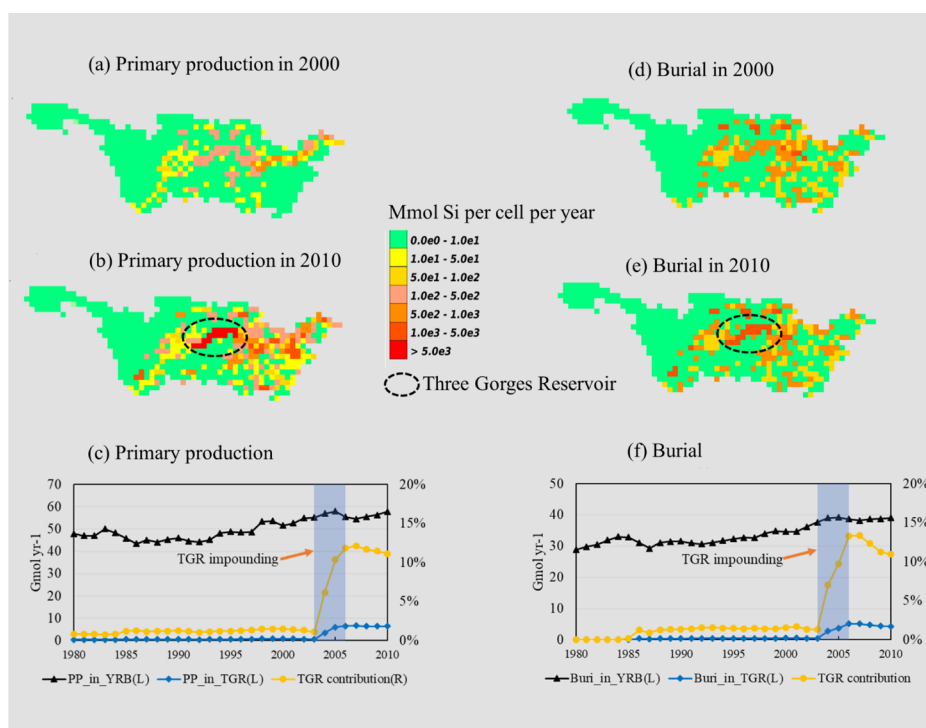 (a) Primary production in 2000
(d) Burial in 2000
Mmol Si per cell per year
0.0e0 - 1.0e1
1.0e1 - 5.0e1
5.0e1 - 1.0e2
1.0e2 - 5.0e2
5.0e2 - 1.0e3
1.0e3 - 5.0e3
> 5.0e3
(b) Primary production in 2010
(e) Burial in 2010
Three Gorges Reservoir
(c) Primary production
Gmol yr-1
70
60
50
40
30
20
10
0
20%
15%
10%
5%
0%
TGR impounding
1980 1985 1990 1995 2000 2005 2010
PP_in_YRB(L) PP_in_TGR(L) TGR contribution(R)
(f) Burial
Gmol yr-1
50
40
30
20
10
0
20%
15%
10%
5%
0%
TGR impounding
1980 1985 1990 1995 2000 2005 2010
Buri_in_YRB(L) Buri_in_TGR(L) TGR contribution